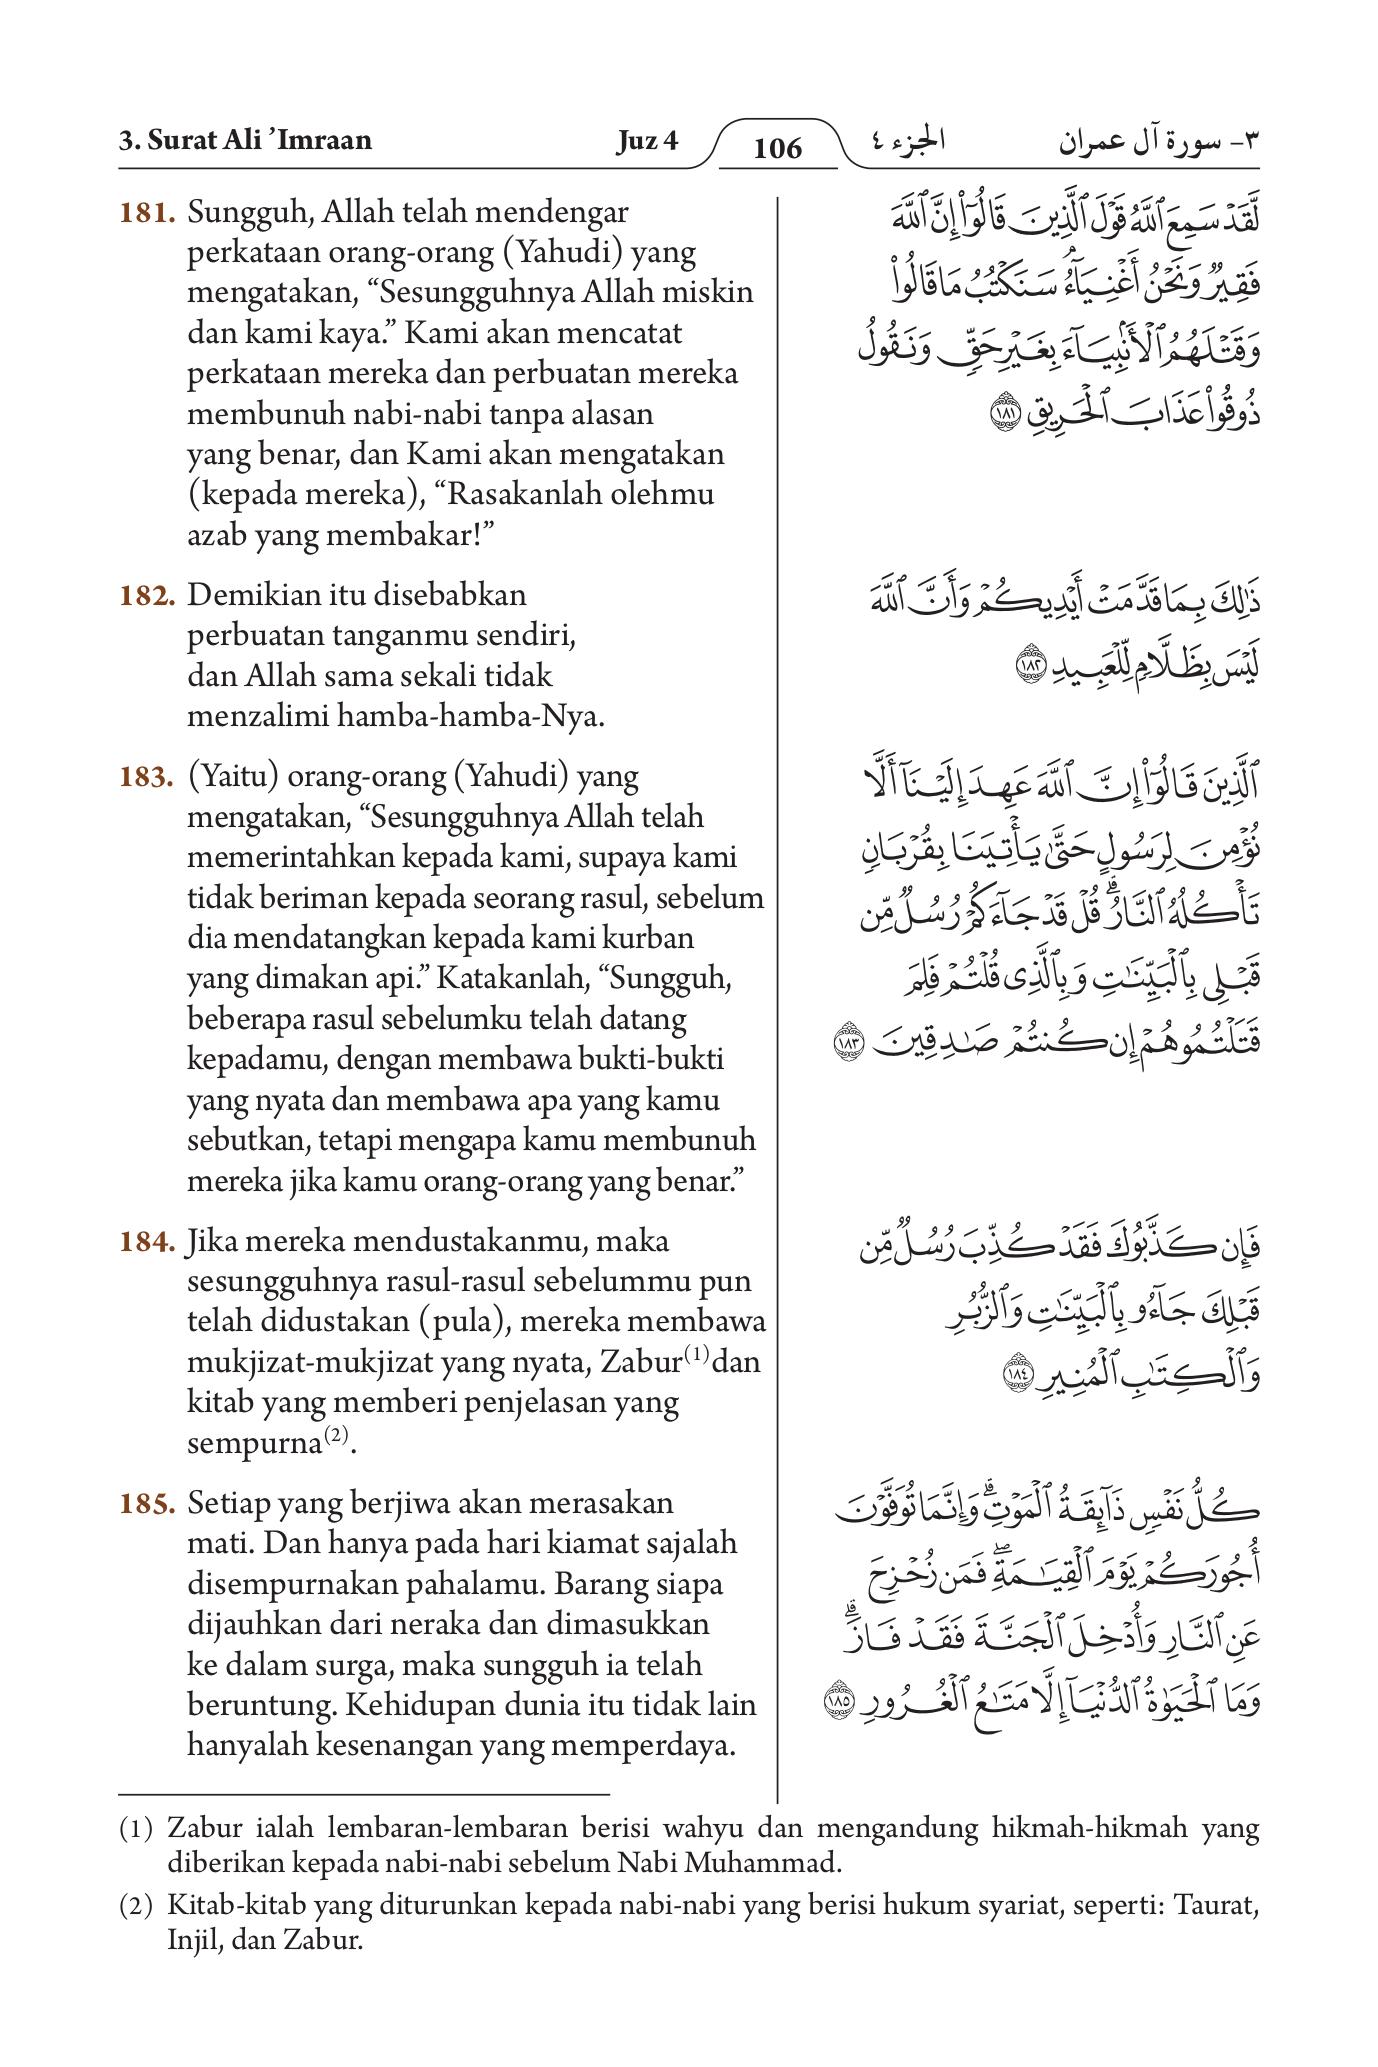 3. Surat Ali ’Imraan
Juz 4
106
الجزء ٤
٣- سورة آل عمران
181. Sungguh, Allah telah mendengar
perkataan orang-orang (Yahudi) yang
mengatakan, “Sesungguhnya Allah miskin
dan kami kaya.” Kami akan mencatat
perkataan mereka dan perbuatan mereka
membunuh nabi-nabi tanpa alasan
yang benar, dan Kami akan mengatakan
(kepada mereka), “Rasakanlah olehmu
azab yang membakar!”
182. Demikian itu disebabkan
perbuatan tanganmu sendiri,
dan Allah sama sekali tidak
menzalimi hamba-hamba-Nya.
183. (Yaitu) orang-orang (Yahudi) yang
mengatakan, “Sesungguhnya Allah telah
memerintahkan kepada kami, supaya kami
tidak beriman kepada seorang rasul, sebelum
dia mendatangkan kepada kami kurban
yang dimakan api.” Katakanlah, “Sungguh,
beberapa rasul sebelumku telah datang
kepadamu, dengan membawa bukti-bukti
yang nyata dan membawa apa yang kamu
sebutkan, tetapi mengapa kamu membunuh
mereka jika kamu orang-orang yang benar.”
184. Jika mereka mendustakanmu, maka
sesungguhnya rasul-rasul sebelummu pun
telah didustakan (pula), mereka membawa
mukjizat-mukjizat yang nyata, Zabur(1)dan
kitab yang memberi penjelasan yang
sempurna(2).
185. Setiap yang berjiwa akan merasakan
mati. Dan hanya pada hari kiamat sajalah
disempurnakan pahalamu. Barang siapa
dijauhkan dari neraka dan dimasukkan
ke dalam surga, maka sungguh ia telah
beruntung. Kehidupan dunia itu tidak lain
hanyalah kesenangan yang memperdaya.
لَّقَدْ سَمِعَ ٱللَّهُ قَوْلَ ٱلَّذِينَ قَالُوٓا۟ إِنَّ ٱللَّهَ
فَقِيرٌ وَنَحْنُ أَغْنِيَآءُ ۘ سَنَكْتُبُ مَا قَالُوا۟
وَقَتْلَهُمُ ٱلْأَنۢبِيَآءَ بِغَيْرِ حَقٍّ وَنَقُولُ
ذُوقُوا۟ عَذَابَ ٱلْحَرِيقِ ١٨١
ذَٰلِكَ بِمَا قَدَّمَتْ أَيْدِيكُمْ وَأَنَّ ٱللَّهَ
لَيْسَ بِظَلَّامٍ لِّلْعَبِيدِ ١٨٢
ٱلَّذِينَ قَالُوٓا۟ إِنَّ ٱللَّهَ عَهِدَ إِلَيْنَآ أَلَّا
نُؤْمِنَ لِرَسُولٍ حَتَّىٰ يَأْتِيَنَا بِقُرْبَانٍ
تَأْكُلُهُ ٱلنَّارُ ۗ قُلْ قَدْ جَآءَكُمْ رُسُلٌ مِّن
قَبْلِى بِٱلْبَيِّنَٰتِ وَبِٱلَّذِى قُلْتُمْ فَلِمَ
قَتَلْتُمُوهُمْ إِن كُنتُمْ صَٰدِقِينَ ١٨٣
فَإِن كَذَّبُوكَ فَقَدْ كُذِّبَ رُسُلٌ مِّن
قَبْلِكَ جَآءُو بِٱلْبَيِّنَٰتِ وَٱلزُّبُرِ
وَٱلْكِتَٰبِ ٱلْمُنِيرِ ١٨٤
كُلُّ نَفْسٍ ذَآئِقَةُ ٱلْمَوْتِ ۗ وَإِنَّمَا تُوَفَّوْنَ
أُجُورَكُمْ يَوْمَ ٱلْقِيَٰمَةِ ۖ فَمَن زُحْزِحَ
عَنِ ٱلنَّارِ وَأُدْخِلَ ٱلْجَنَّةَ فَقَدْ فَازَ ۗ
وَمَا ٱلْحَيَوٰةُ ٱلدُّنْيَآ إِلَّا مَتَٰعُ ٱلْغُرُورِ ١٨٥
(1) Zabur ialah lembaran-lembaran berisi wahyu dan mengandung hikmah-hikmah yang
diberikan kepada nabi-nabi sebelum Nabi Muhammad.
(2) Kitab-kitab yang diturunkan kepada nabi-nabi yang berisi hukum syariat, seperti: Taurat,
Injil, dan Zabur.